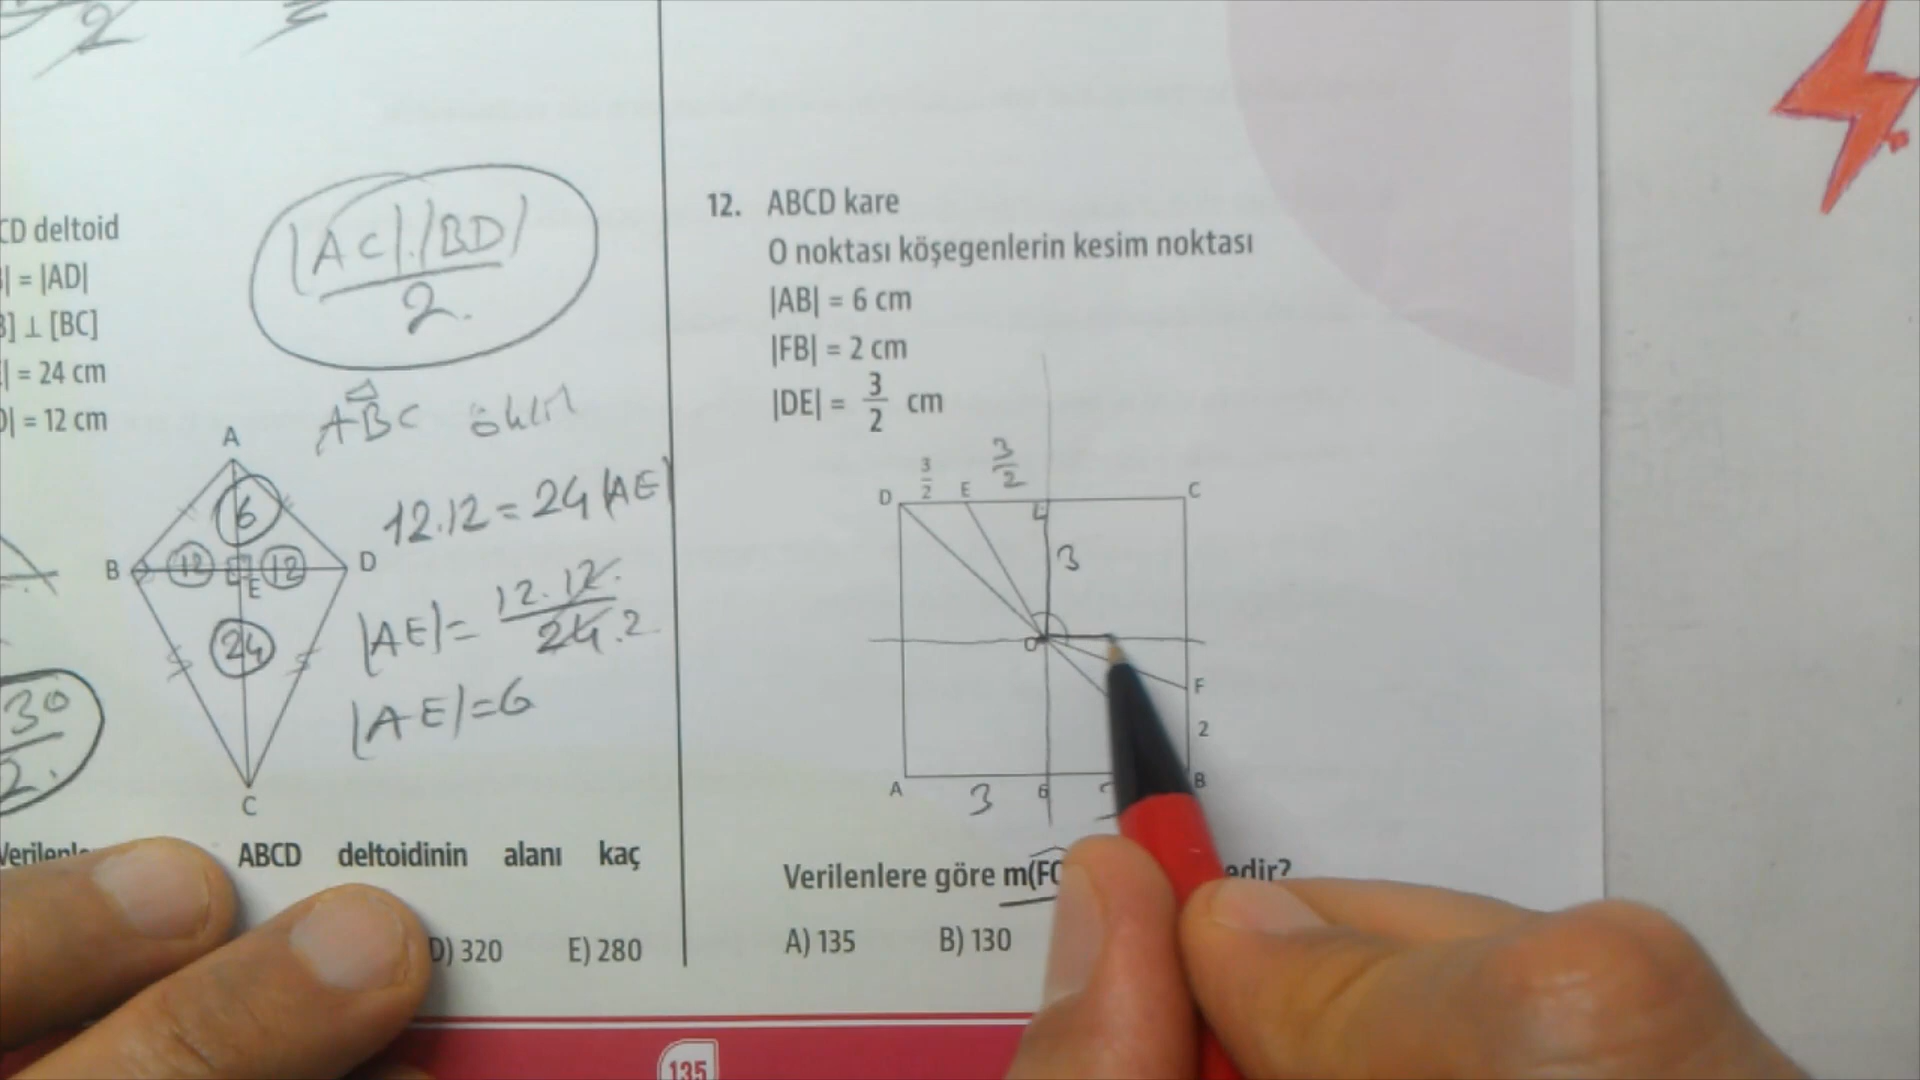 2
CD deltoid
| = |AD|
] ⊥ [BC]
| = 24 cm
| = 12 cm
|AC|.|BD|
2.
ABC öklit
12.12 = 24 |AE|
|AE| = 12.12
24.2
|AE| = 6
A
6
B
12
E
12
D
24
C
30
2.
ABCD deltoidinin alanı kaç
D) 320 E) 280
12. ABCD kare
O noktası köşegenlerin kesim noktası
|AB| = 6 cm
|FB| = 2 cm
|DE| = 3/2 cm
3/2
3/2
D
E
C
3
O
F
2
A
3
6
B
Verilenlere göre
A) 135 B) 130
135